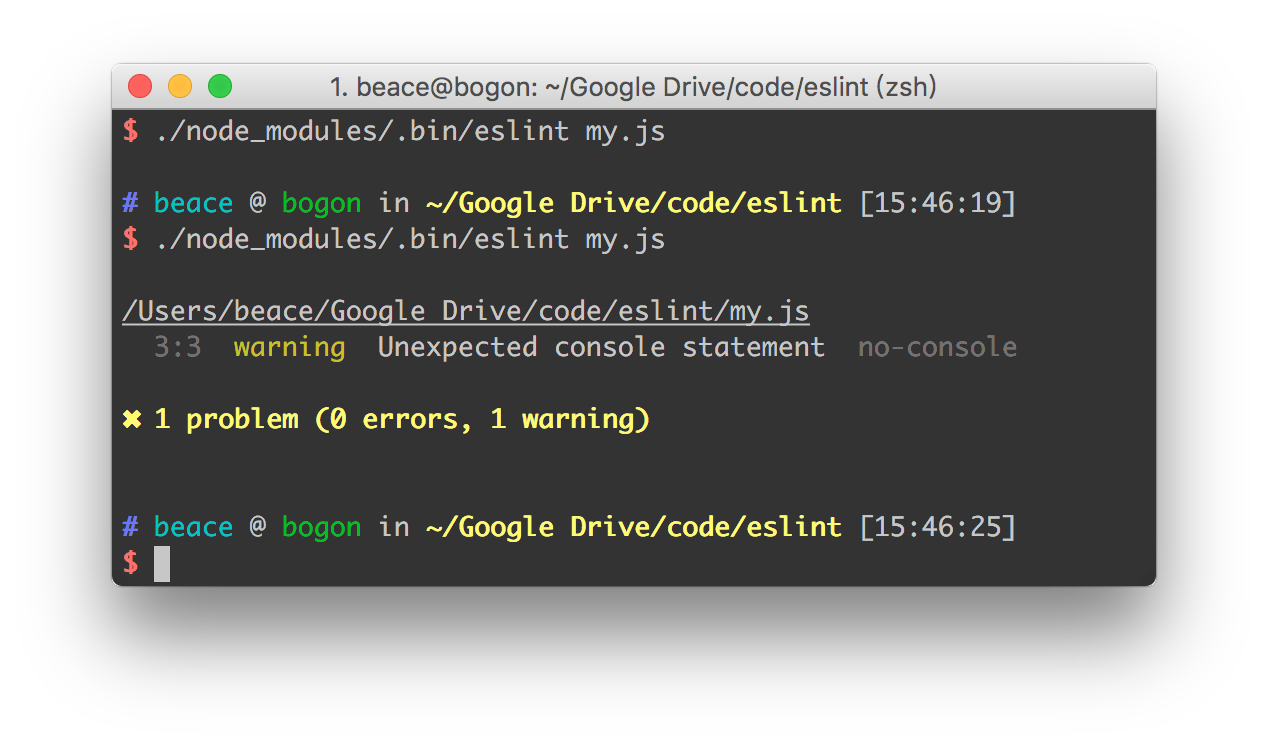 1. beace@bogon: ~/Google Drive/code/eslint (zsh)
$ ./node_modules/.bin/eslint my.js
# beace @ bogon in ~/Google Drive/code/eslint [15:46:19]
$ ./node_modules/.bin/eslint my.js
/Users/beace/Google Drive/code/eslint/my.js
3:3  warning  Unexpected console statement  no-console
✖ 1 problem (0 errors, 1 warning)
# beace @ bogon in ~/Google Drive/code/eslint [15:46:25]
$